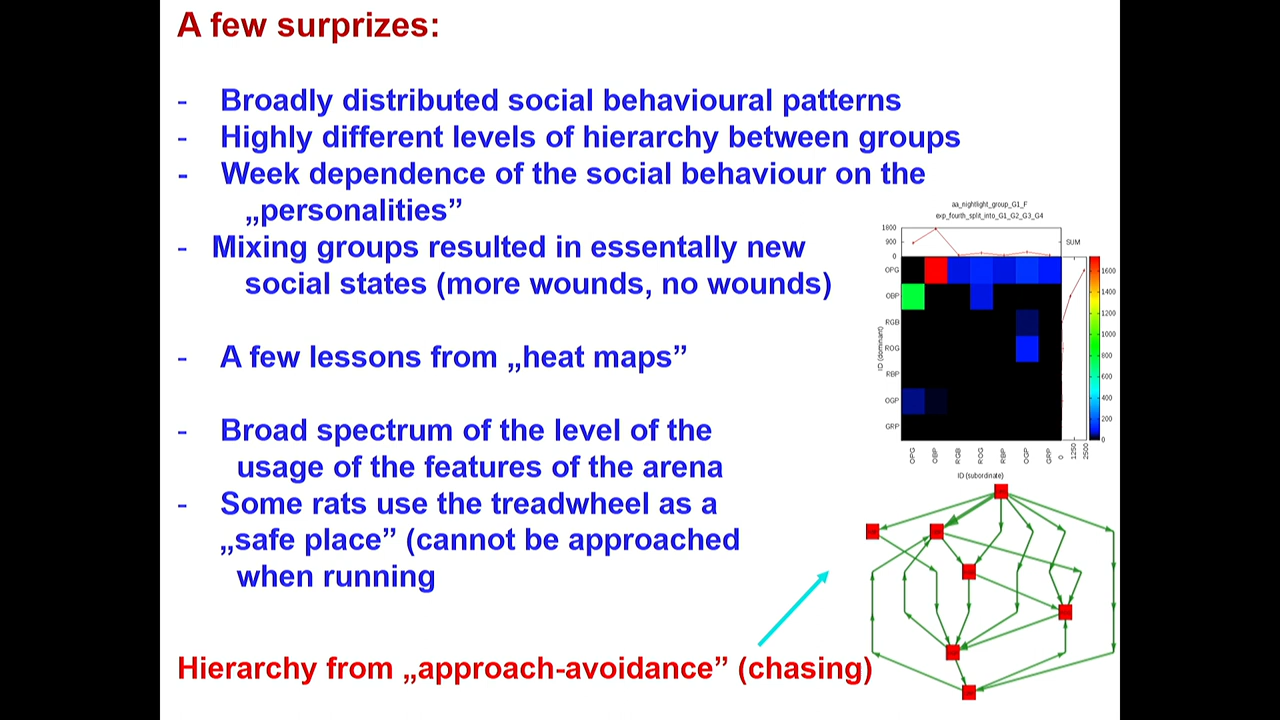 A few surprizes:
- Broadly distributed social behavioural patterns
- Highly different levels of hierarchy between groups
- Week dependence of the social behaviour on the
„personalities”
- Mixing groups resulted in essentally new
social states (more wounds, no wounds)
- A few lessons from „heat maps”
- Broad spectrum of the level of the
usage of the features of the arena
- Some rats use the treadwheel as a
„safe place” (cannot be approached
when running
Hierarchy from „approach-avoidance” (chasing)
aa_nightlight_group_G1_F
exp_fourth_split_into_G1_G2_G3_G4
1800
900
0
SUM
OPG
OBP
RGB
ROG
RBP
OGP
GRP
ID (dominant)
1600
1400
1200
1000
800
600
400
200
0
OPG OBP RGB ROG RBP OGP GRP 0 1250 2500
ID (subordinate)